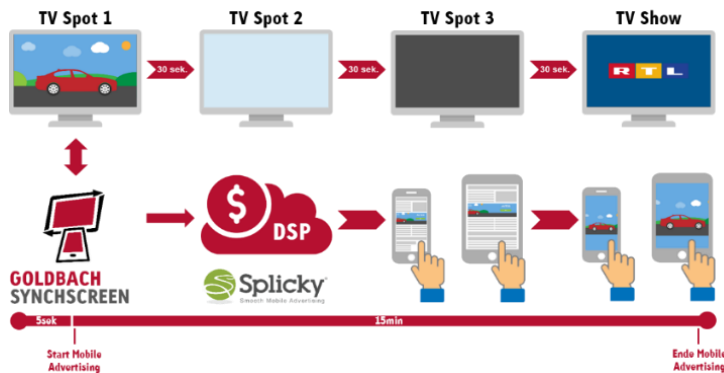 TV Spot 1
TV Spot 2
TV Spot 3
TV Show
30 sek.
30 sek.
30 sek.
RTL
$
DSP
GOLDBACH
SYNCHSCREEN
Splicky
Smooth Mobile Advertising
5sek
15min
Start Mobile
Advertising
Ende Mobile
Advertising